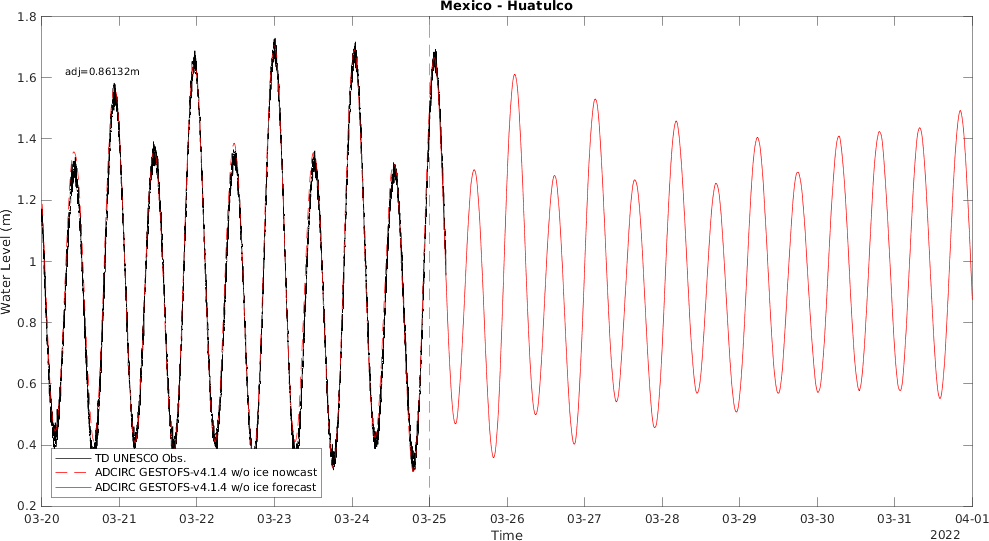 Mexico - Huatulco
1.8
1.6
1.4
1.2
1
0.8
0.6
0.4
0.2
Water Level (m)
adj=0.86132m
TD UNESCO Obs.
ADCIRC GESTOFS-v4.1.4 w/o ice nowcast
ADCIRC GESTOFS-v4.1.4 w/o ice forecast
03-20 03-21 03-22 03-23 03-24 03-25 03-26 03-27 03-28 03-29 03-30 03-31 04-01
Time
2022